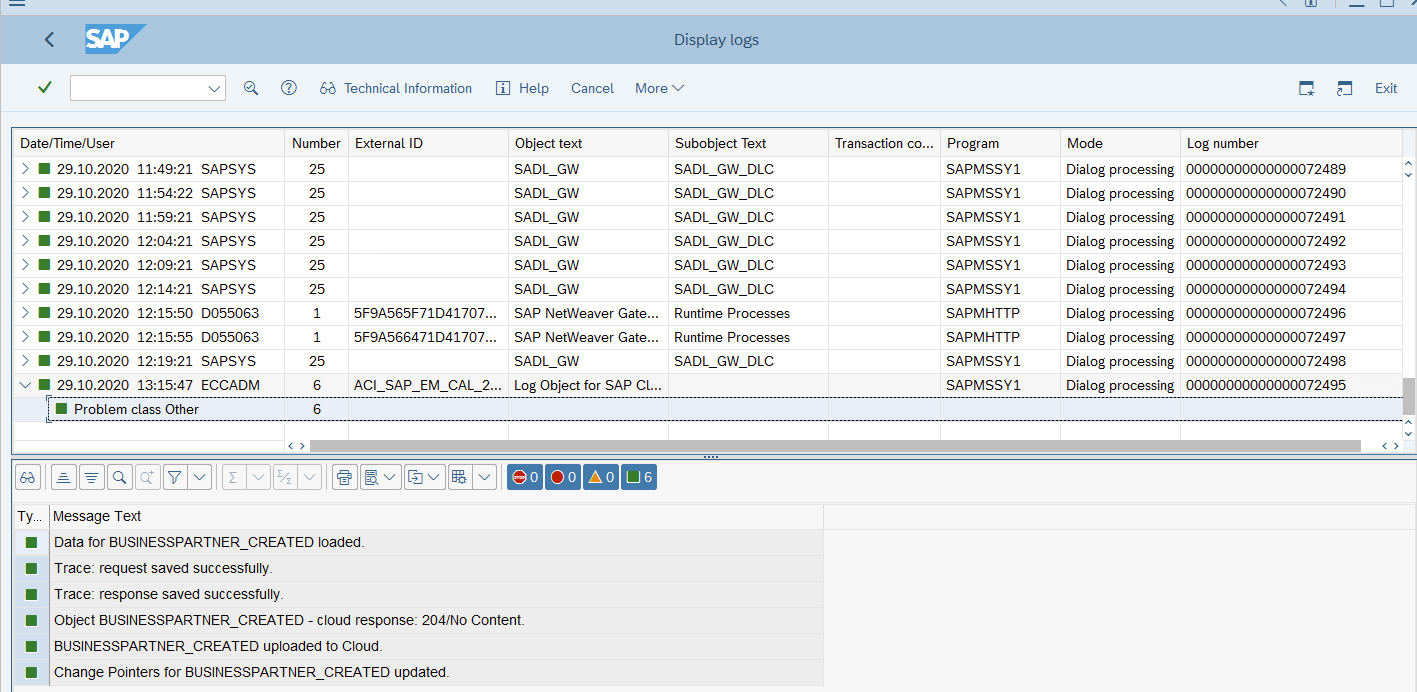 SAP
Display logs
Technical Information Help Cancel More Exit
Date/Time/User Number External ID Object text Subobject Text Transaction co... Program Mode Log number
29.10.2020 11:49:21 SAPSYS 25 SADL_GW SADL_GW_DLC SAPMSSY1 Dialog processing 00000000000000072489
29.10.2020 11:54:22 SAPSYS 25 SADL_GW SADL_GW_DLC SAPMSSY1 Dialog processing 00000000000000072490
29.10.2020 11:59:21 SAPSYS 25 SADL_GW SADL_GW_DLC SAPMSSY1 Dialog processing 00000000000000072491
29.10.2020 12:04:21 SAPSYS 25 SADL_GW SADL_GW_DLC SAPMSSY1 Dialog processing 00000000000000072492
29.10.2020 12:09:21 SAPSYS 25 SADL_GW SADL_GW_DLC SAPMSSY1 Dialog processing 00000000000000072493
29.10.2020 12:14:21 SAPSYS 25 SADL_GW SADL_GW_DLC SAPMSSY1 Dialog processing 00000000000000072494
29.10.2020 12:15:50 D055063 1 5F9A565F71D41707... SAP NetWeaver Gate... Runtime Processes SAPMHTTP Dialog processing 00000000000000072496
29.10.2020 12:15:55 D055063 1 5F9A566471D41707... SAP NetWeaver Gate... Runtime Processes SAPMHTTP Dialog processing 00000000000000072497
29.10.2020 12:19:21 SAPSYS 25 SADL_GW SADL_GW_DLC SAPMSSY1 Dialog processing 00000000000000072498
29.10.2020 13:15:47 ECCADM 6 ACI_SAP_EM_CAL_2... Log Object for SAP Cl... SAPMSSY1 Dialog processing 00000000000000072495
Problem class Other 6
STOP 0 0 0 6
Ty... Message Text
Data for BUSINESSPARTNER_CREATED loaded.
Trace: request saved successfully.
Trace: response saved successfully.
Object BUSINESSPARTNER_CREATED - cloud response: 204/No Content.
BUSINESSPARTNER_CREATED uploaded to Cloud.
Change Pointers for BUSINESSPARTNER_CREATED updated.